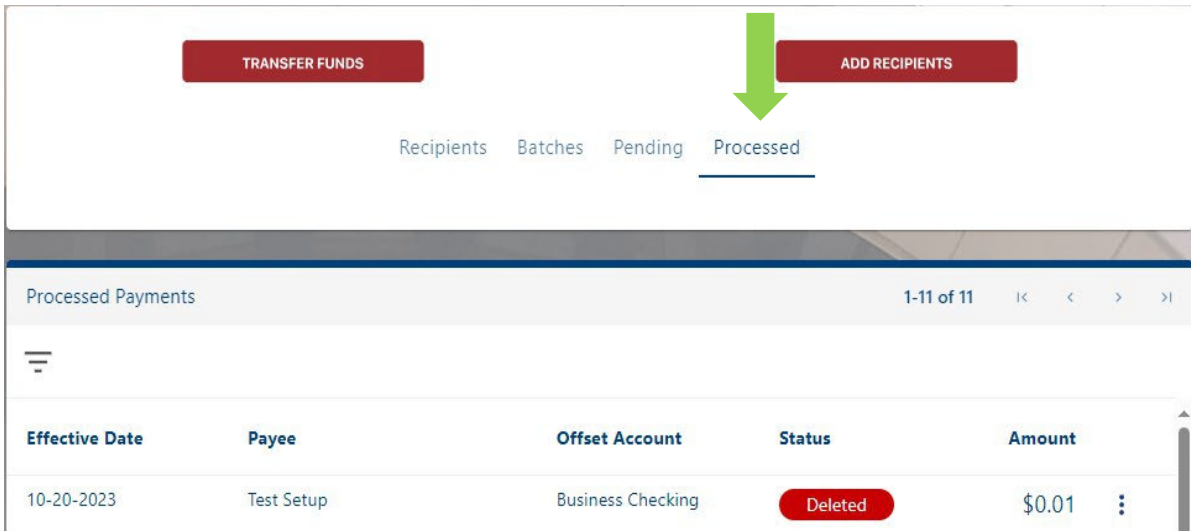 TRANSFER FUNDS ADD RECIPIENTS
Recipients Batches Pending Processed
Processed Payments 1-11 of 11
Effective Date Payee Offset Account Status Amount
10-20-2023 Test Setup Business Checking Deleted $0.01